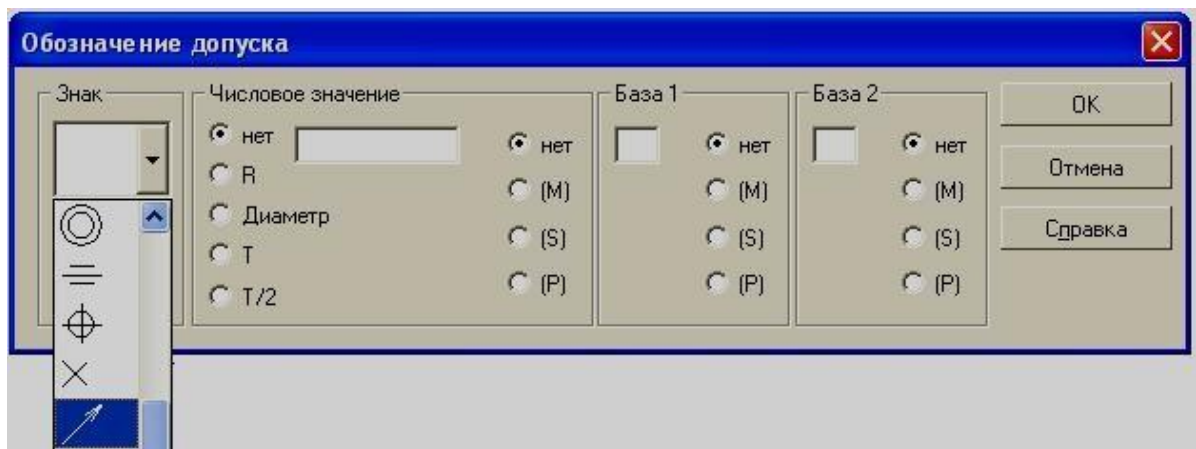 Обозначение допуска
Знак
Числовое значение
База 1
База 2
нет
R
Диаметр
T
T/2
нет
(M)
(S)
(P)
нет
(M)
(S)
(P)
нет
(M)
(S)
(P)
OK
Отмена
Справка